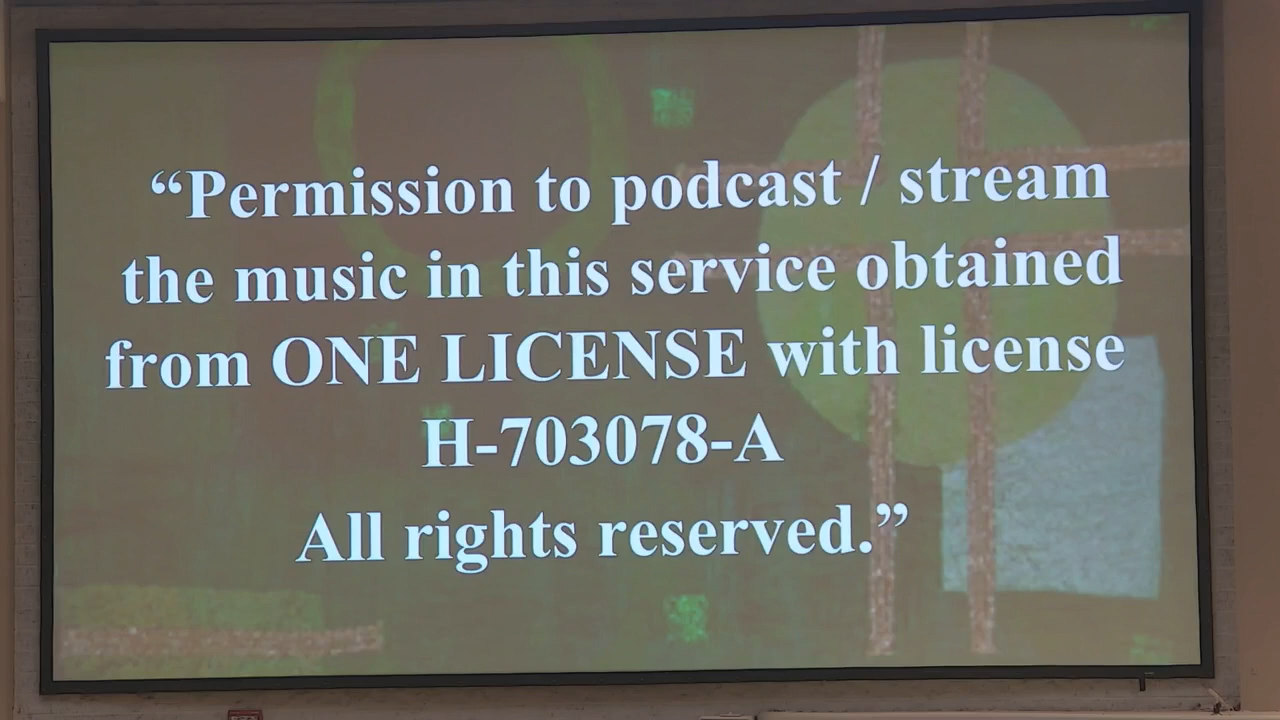 “Permission to podcast / stream
the music in this service obtained
from ONE LICENSE with license
H-703078-A
All rights reserved.”